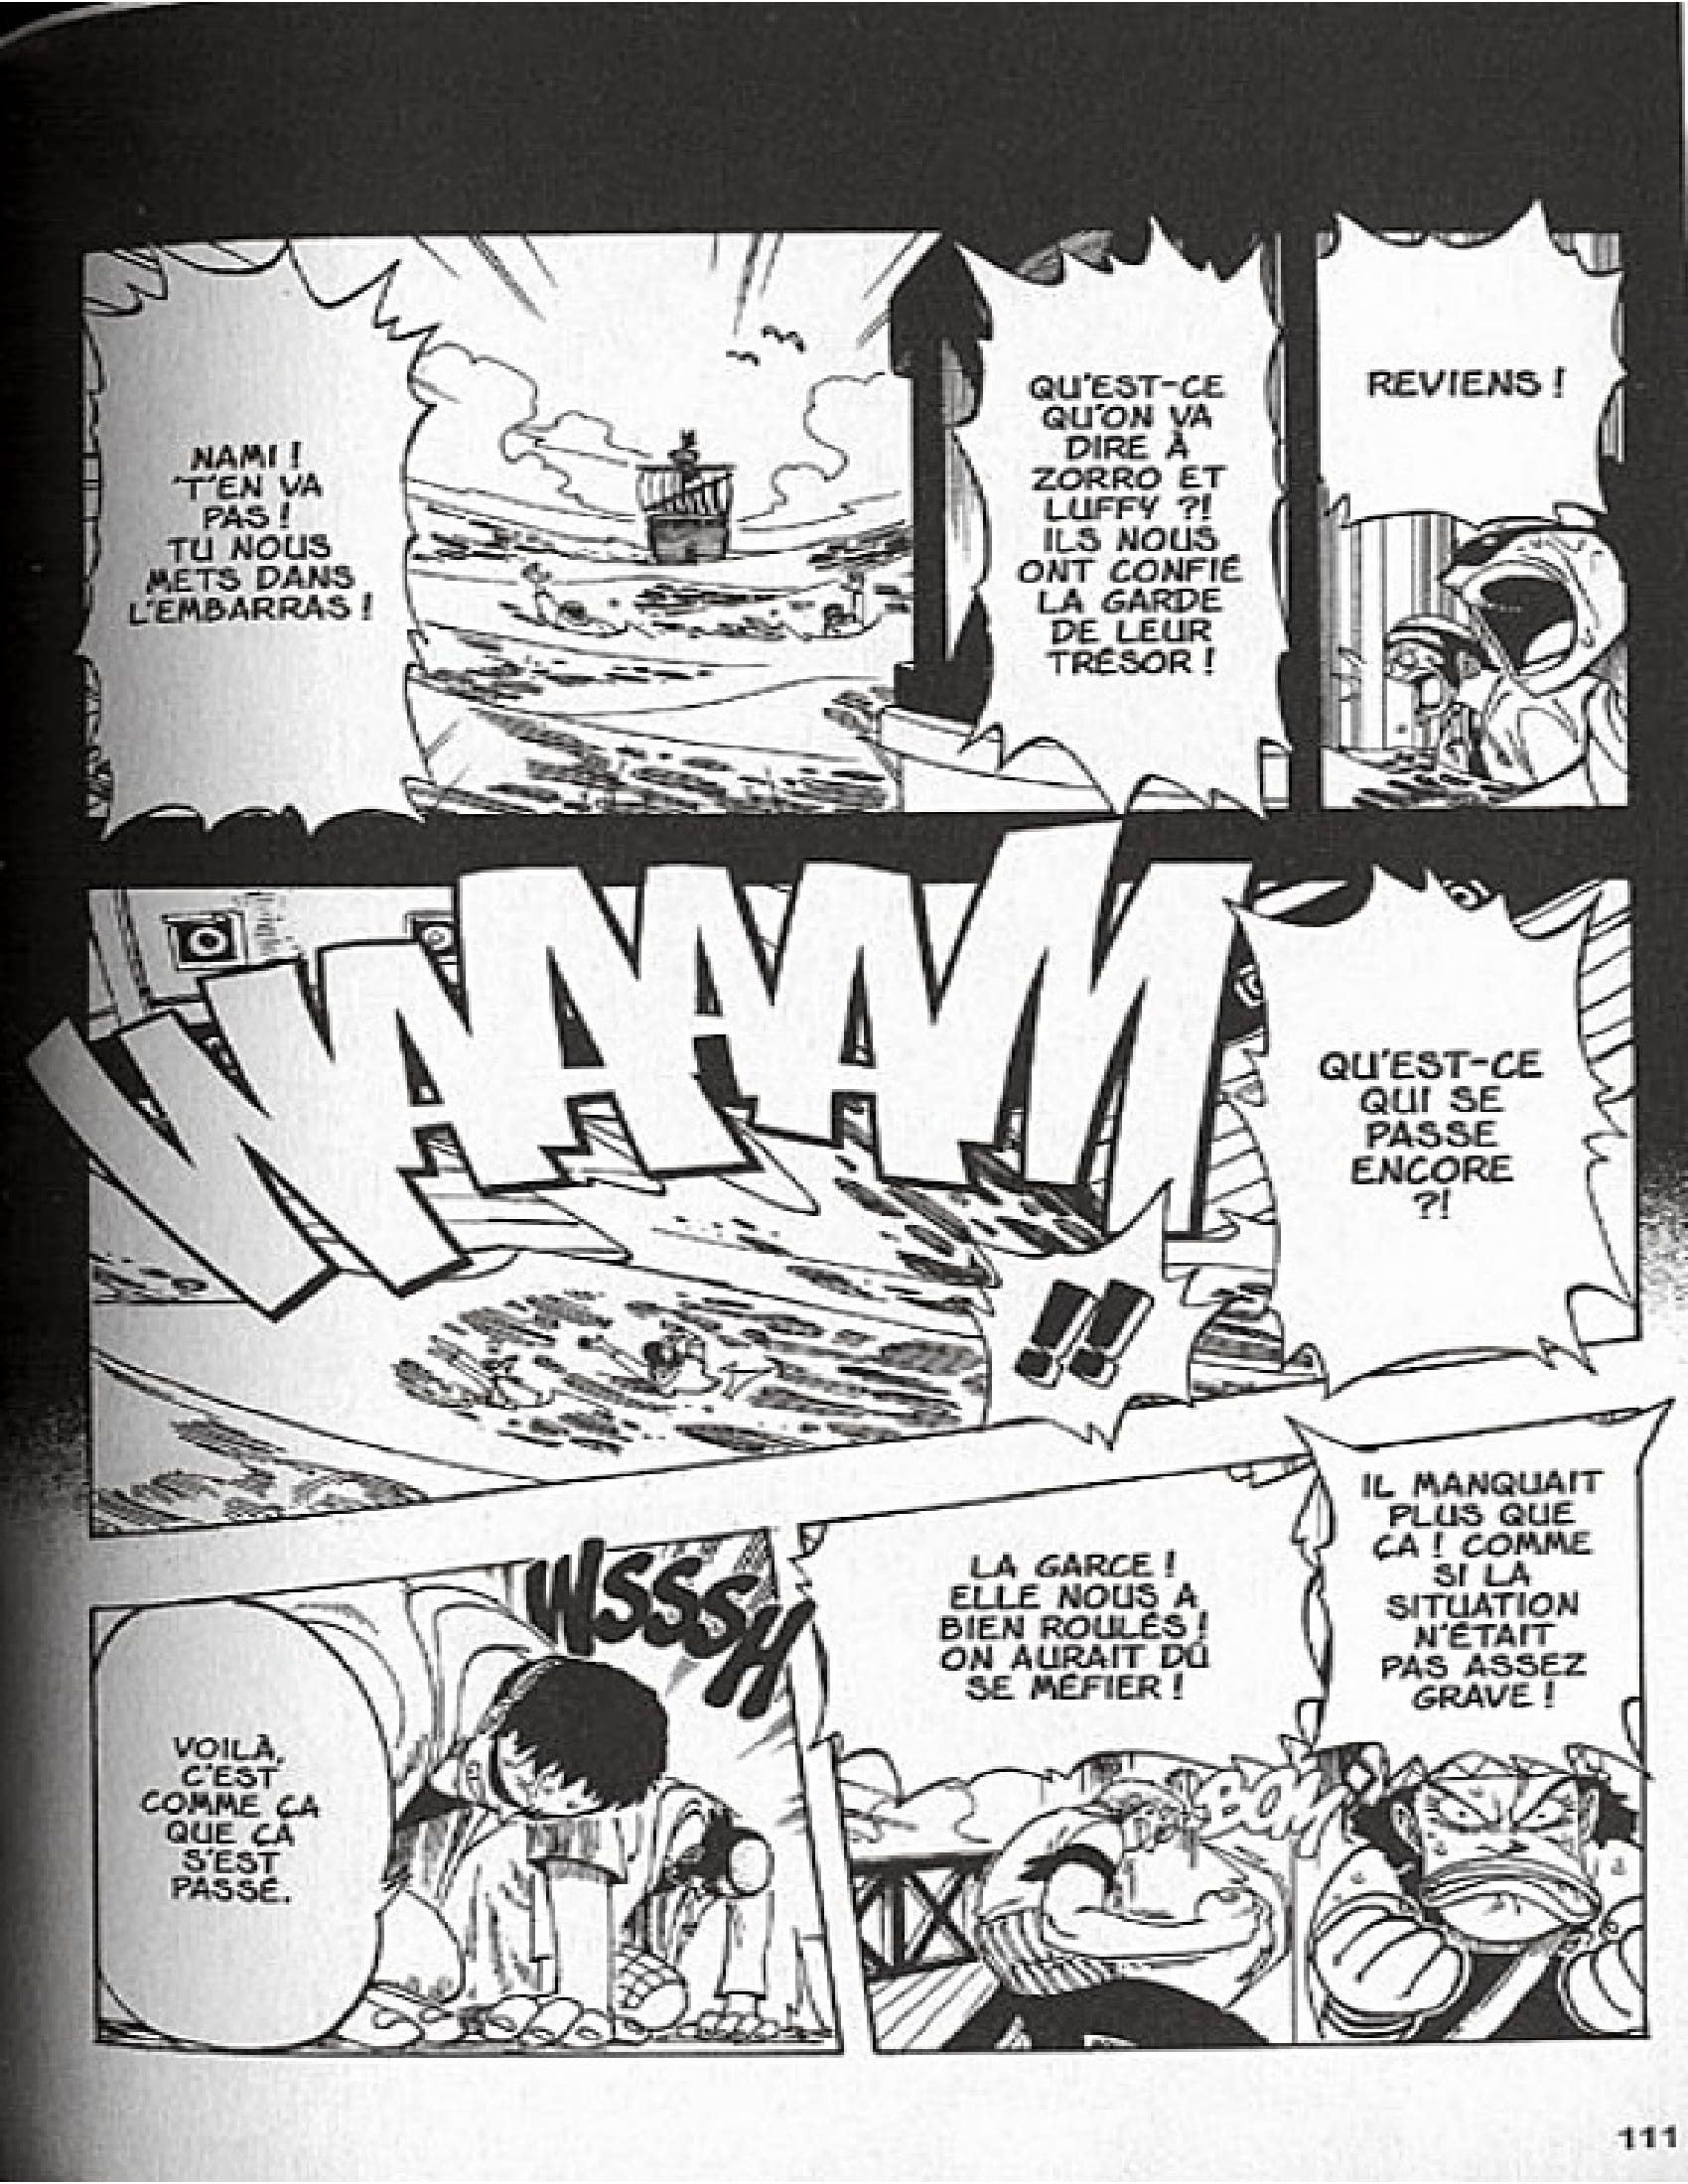 REVIENS !
QU'EST-CE
QU'ON VA
DIRE À
ZORRO ET
LUFFY ?!
ILS NOUS
ONT CONFIÉ
LA GARDE
DE LEUR
TRÉSOR !
NAMI !
T'EN VA
PAS !
TU NOUS
METS DANS
L'EMBARRAS !
QU'EST-CE
QUI SE
PASSE
ENCORE
?!
!!
WAAAAM
IL MANQUAIT
PLUS QUE
ÇA ! COMME
SI LA
SITUATION
N'ÉTAIT
PAS ASSEZ
GRAVE !
BOM
LA GARCE !
ELLE NOUS A
BIEN ROULÉS !
ON AURAIT DÛ
SE MÉFIER !
WSSSH
VOILÀ,
C'EST
COMME ÇA
QUE ÇA
S'EST
PASSÉ.
111